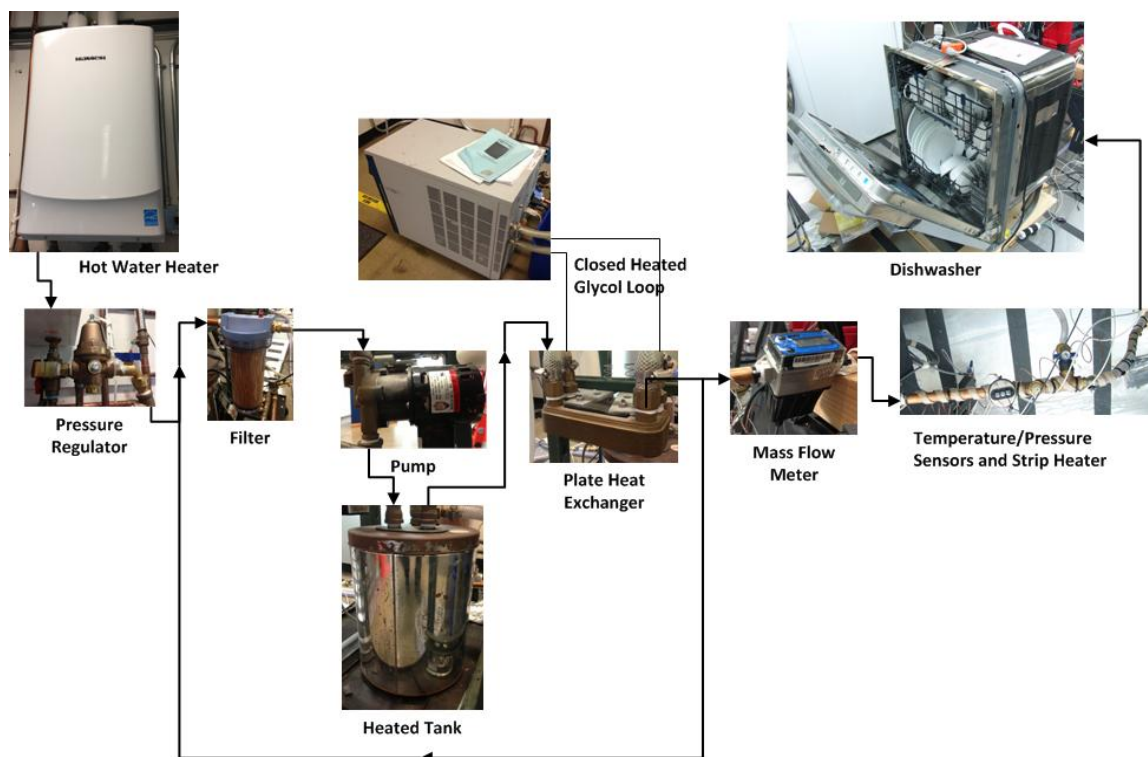 Hot Water Heater
Closed Heated
Glycol Loop
Dishwasher
Pressure
Regulator
Filter
Pump
Plate Heat
Exchanger
Mass Flow
Meter
Temperature/Pressure
Sensors and Strip Heater
Heated Tank